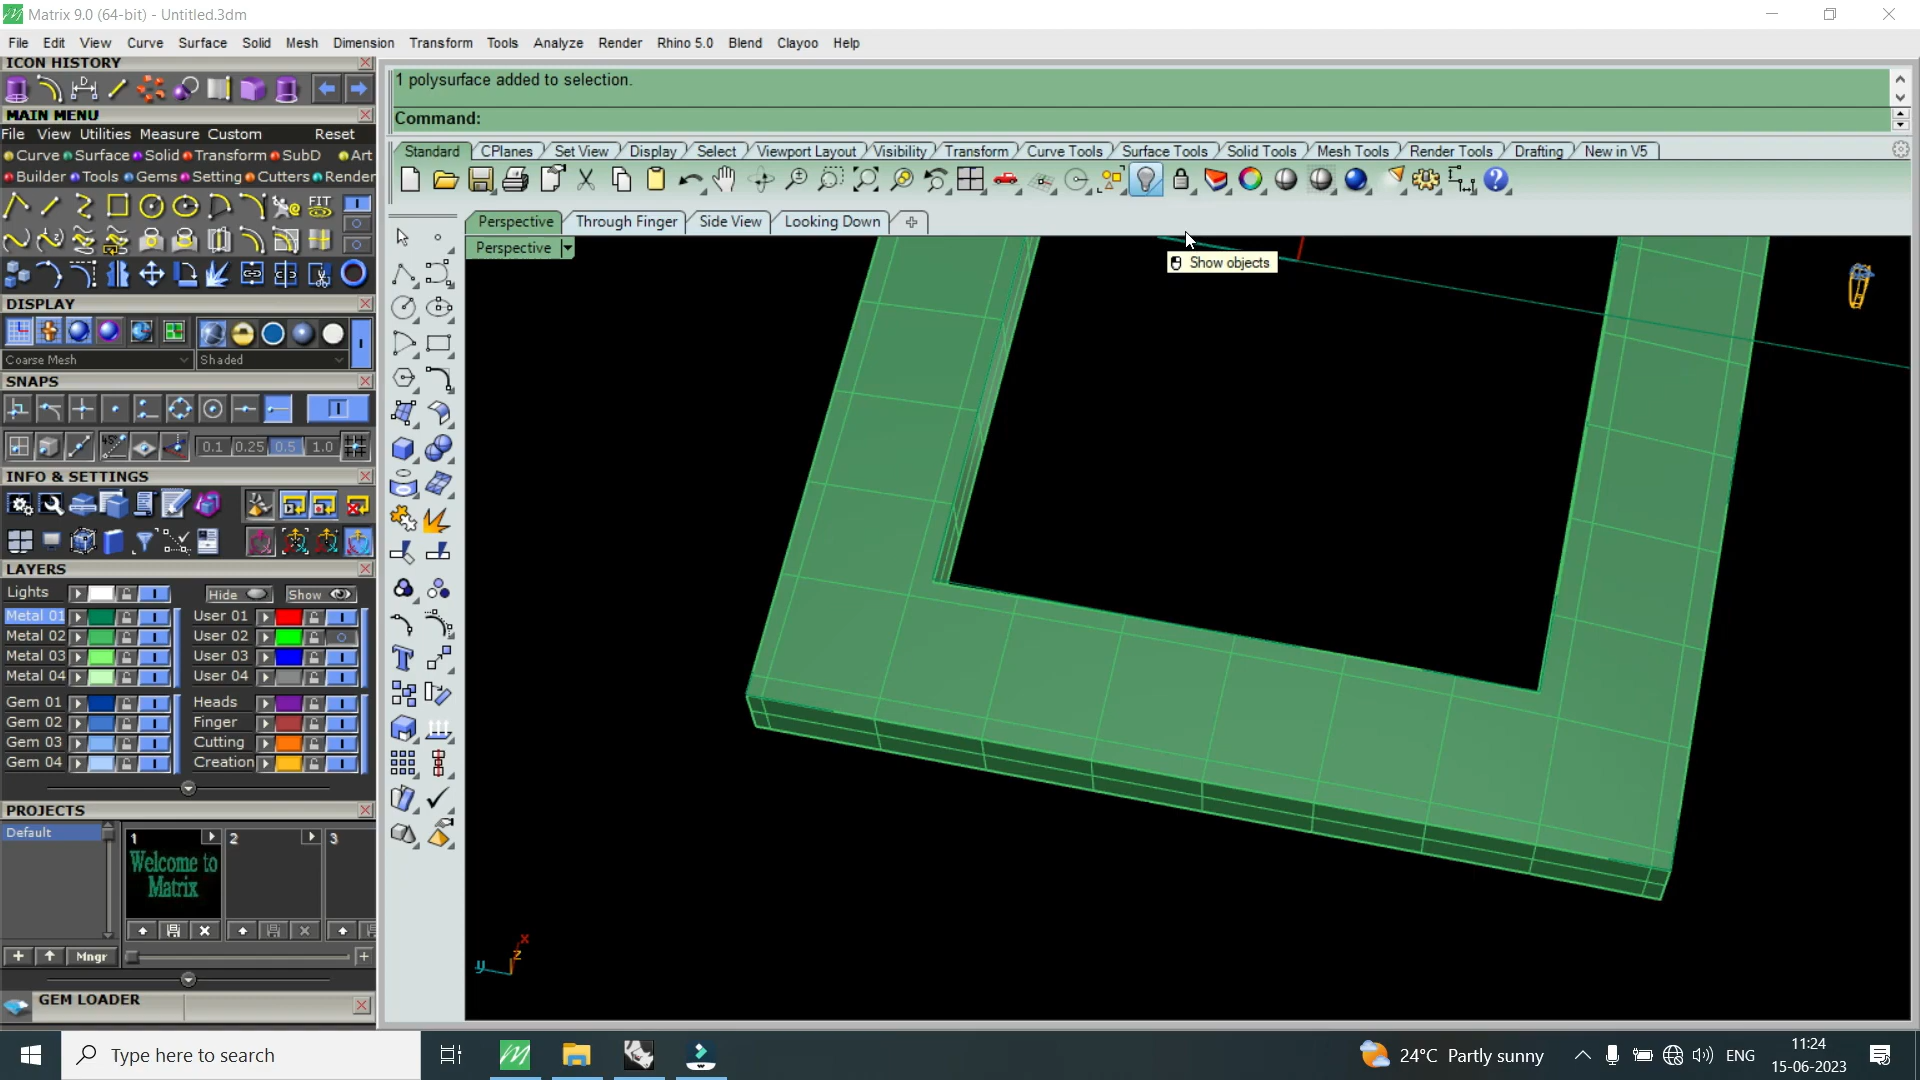 Matrix 9.0 (64-bit) - Untitled.3dm
File Edit View Curve Surface Solid Mesh Dimension Transform Tools Analyze Render Rhino 5.0 Blend Clayoo Help
ICON HISTORY
1 polysurface added to selection.
Command:
MAIN MENU
File View Utilities Measure Custom Reset
Curve Surface Solid Transform SubD Art
Builder Tools Gems Setting Cutters Render
FIT
Standard CPlanes Set View Display Select Viewport Layout Visibility Transform Curve Tools Surface Tools Solid Tools Mesh Tools Render Tools Drafting New in V5
Perspective Through Finger Side View Looking Down
Perspective
Show objects
DISPLAY
Coarse Mesh Shaded
SNAPS
0.1 0.25 0.5 1.0
INFO & SETTINGS
LAYERS
Lights Hide Show
Metal 01 User 01
Metal 02 User 02
Metal 03 User 03
Metal 04 User 04
Gem 01 Heads
Gem 02 Finger
Gem 03 Cutting
Gem 04 Creation
PROJECTS
Default
1 2 3
Welcome to
Matrix
Mngr
GEM LOADER
x
y z
Type here to search
24°C Partly sunny
ENG
11:24
15-06-2023